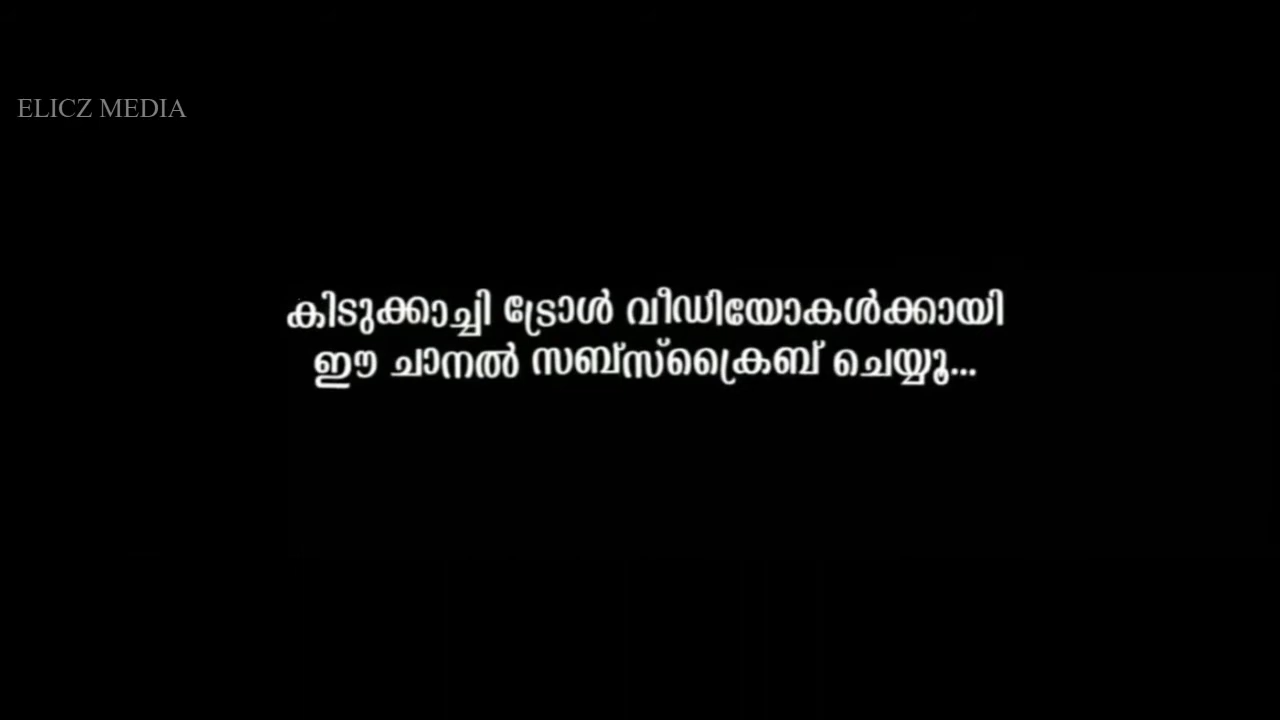 ELICZ MEDIA
കിടുക്കാച്ചി ട്രോൾ വീഡിയോകൾക്കായി
ഈ ചാനൽ സബ്സ്ക്രൈബ് ചെയ്യൂ...